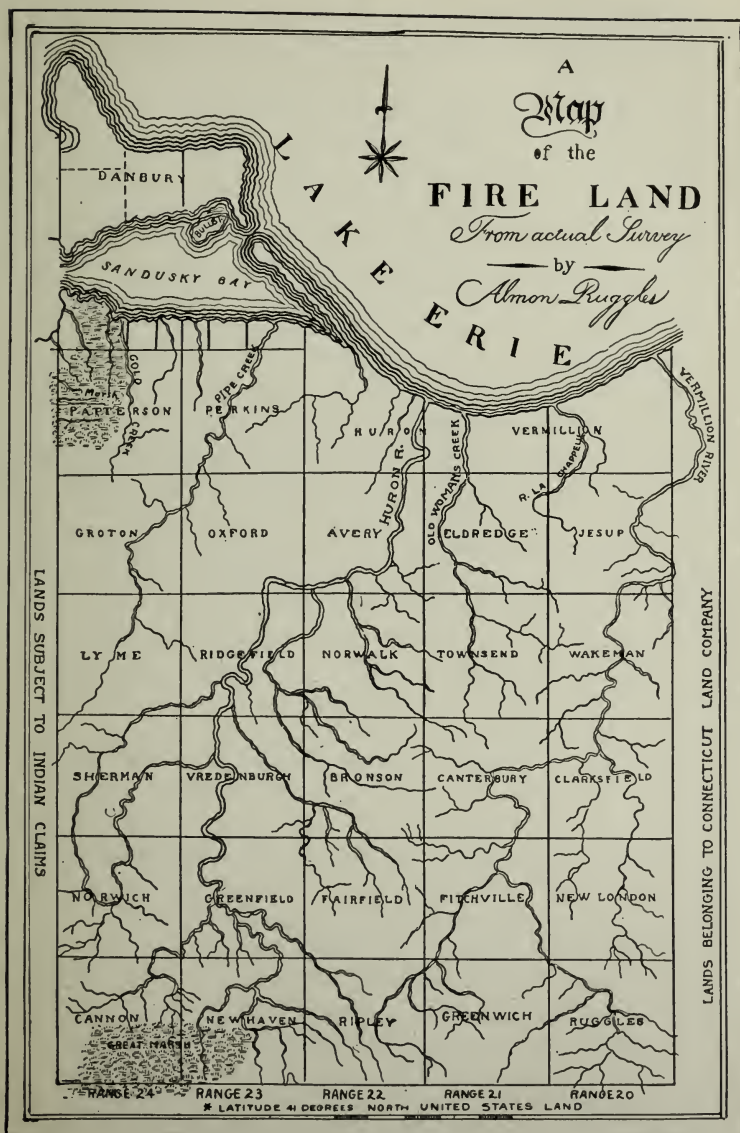 A
Map
of the
FIRE LAND
From actual Survey
by
Almon Ruggles
LAKE ERIE
DANBURY
BULLS I.
SANDUSKY BAY
GOLD CREEK
PIPE CREEK
Marsh
PATTERSON
PERKINS
HURON
VERMILLION
VERMILLION RIVER
HURON R.
OLD WOMANS CREEK
R. LA CHAPPELLE
GROTON
OXFORD
AVERY
ELDREDGE
JESUP
LYME
RIDGEFIELD
NORWALK
TOWNSEND
WAKEMAN
SHERMAN
VREDENBURGH
BRONSON
CANTERBURY
CLARKSFIELD
NORWICH
GREENFIELD
FAIRFIELD
FITCHVILLE
NEW LONDON
CANNON
NEW HAVEN
RIPLEY
GREENWICH
RUGGLES
GREAT MARSH
LANDS SUBJECT TO INDIAN CLAIMS
LANDS BELONGING TO CONNECTICUT LAND COMPANY
RANGE 24 RANGE 23 RANGE 22 RANGE 21 RANGE 20
* LATITUDE 41 DEGREES NORTH UNITED STATES LAND